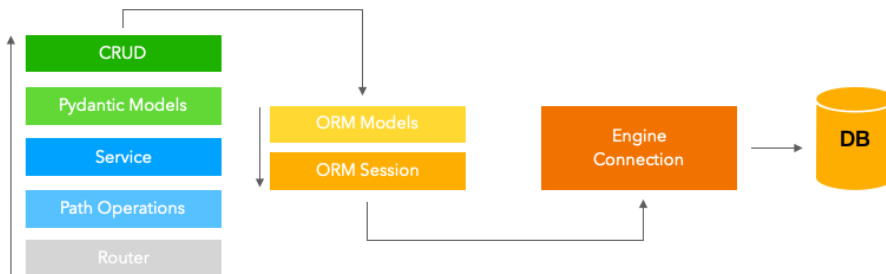 CRUD
Pydantic Models
Service
Path Operations
Router
ORM Models
ORM Session
Engine
Connection
DB